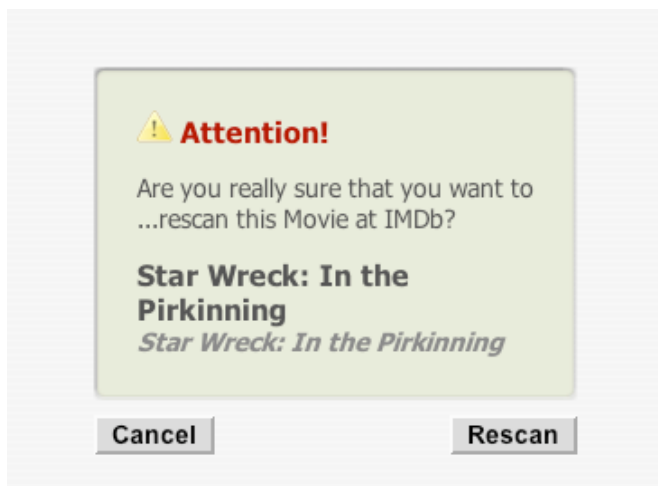 Attention!
Are you really sure that you want to
...rescan this Movie at IMDb?
Star Wreck: In the
Pirkinning
Star Wreck: In the Pirkinning
Cancel
Rescan